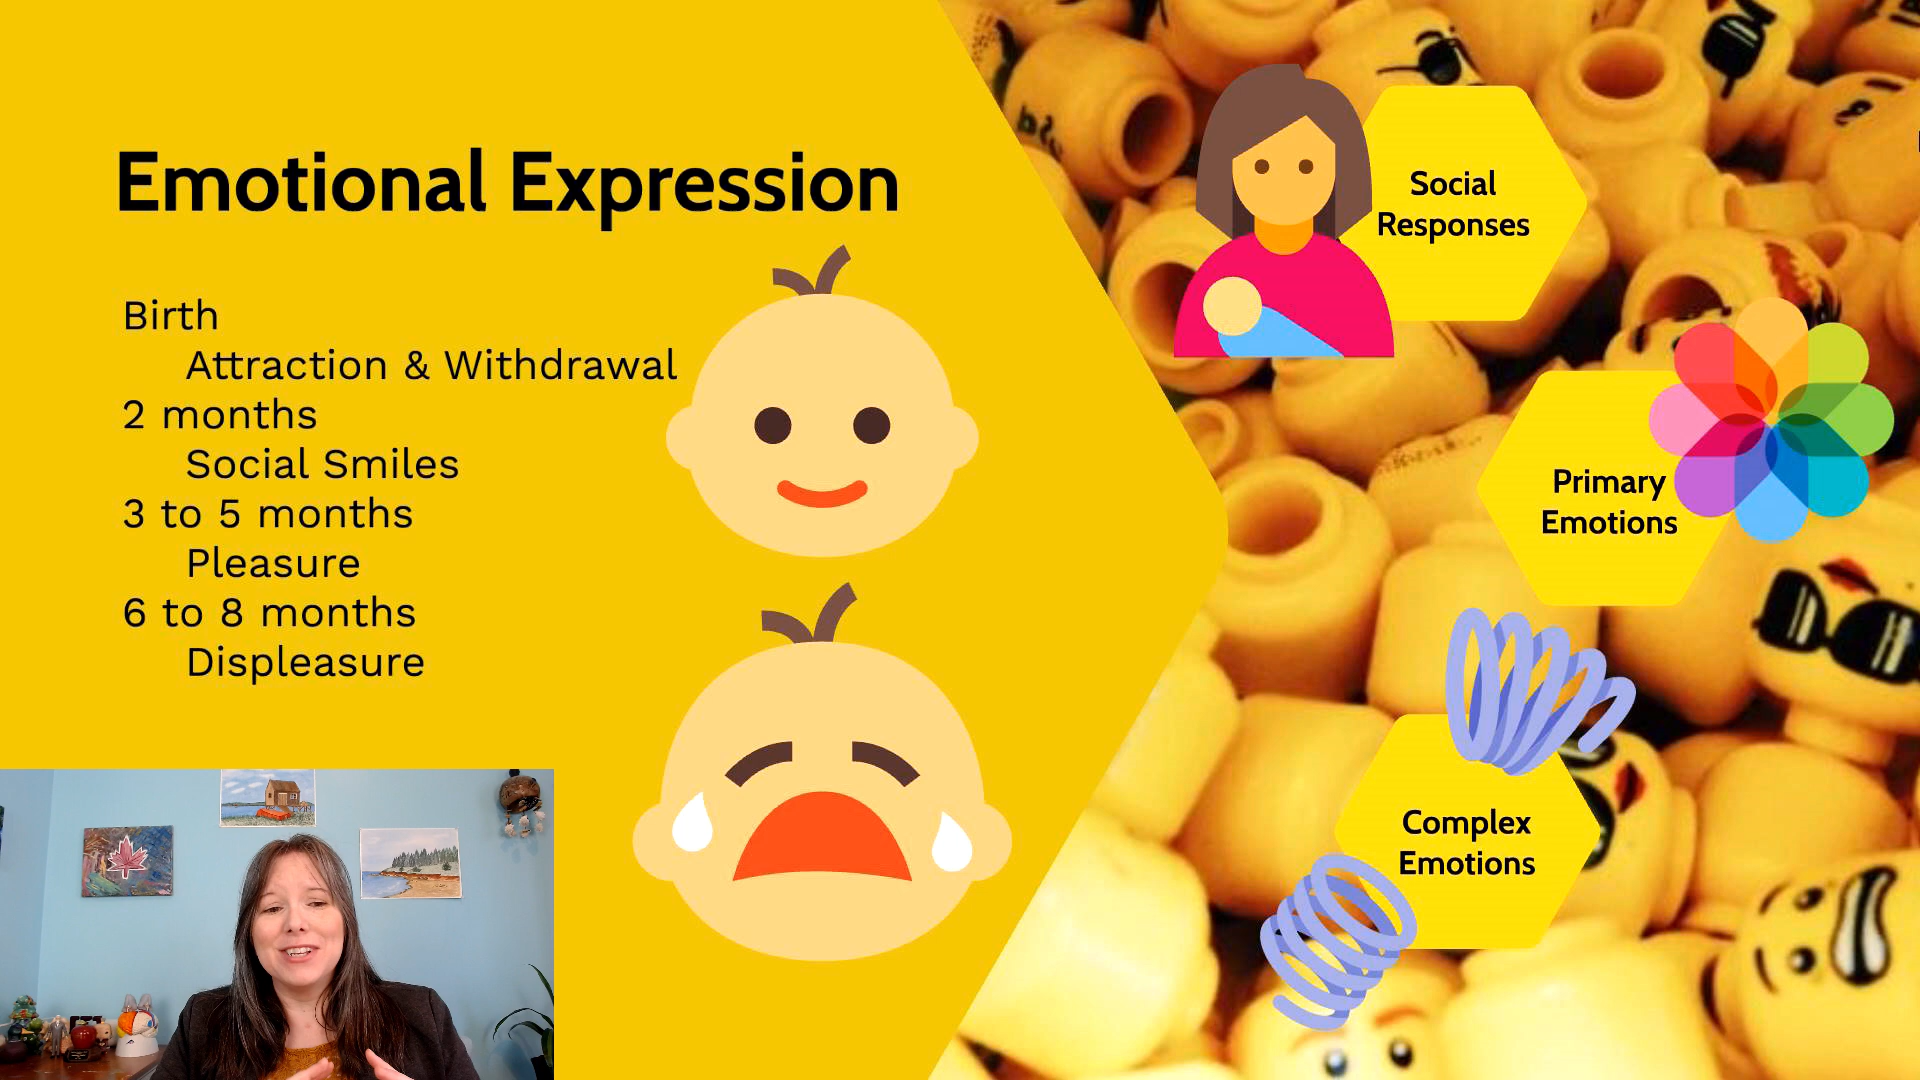 Emotional Expression
Birth
Attraction & Withdrawal
2 months
Social Smiles
3 to 5 months
Pleasure
6 to 8 months
Displeasure
Social
Responses
Primary
Emotions
Complex
Emotions